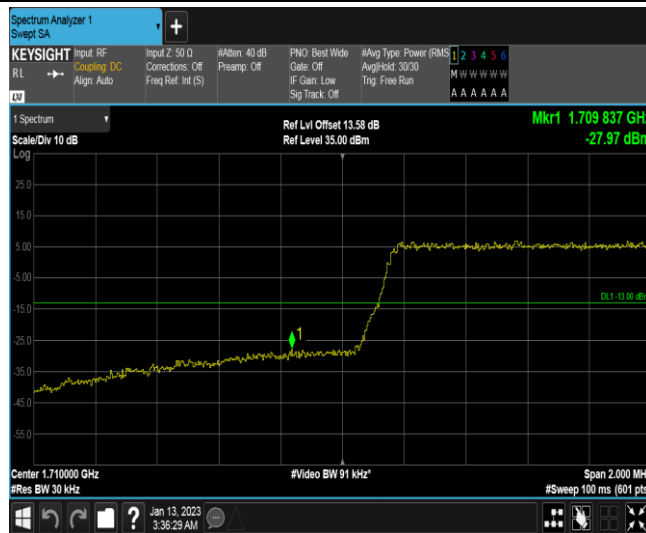 Spectrum Analyzer 1
Swept SA
+
KEYSIGHT
RL
Input: RF
Coupling: DC
Align: Auto
Input Z: 50 Ω
Corrections: Off
Freq Ref: Int (S)
#Atten: 40 dB
Preamp: Off
PNO: Best Wide
Gate: Off
IF Gain: Low
Sig Track: Off
#Avg Type: Power (RMS
Avg|Hold: 30/30
Trig: Free Run
1 2 3 4 5 6
M W W W W W
A A A A A A
1 Spectrum
Scale/Div 10 dB
Log
Ref Lvl Offset 13.58 dB
Ref Level 35.00 dBm
Mkr1 1.709 837 GHz
-27.97 dBm
25.0
15.0
5.00
-5.00
-15.0
-25.0
-35.0
-45.0
-55.0
DL1 -13.00 dBm
1
Center 1.710000 GHz
#Res BW 30 kHz
#Video BW 91 kHz*
Span 2.000 MH
#Sweep 100 ms (601 pts
?
Jan 13, 2023
3:36:29 AM